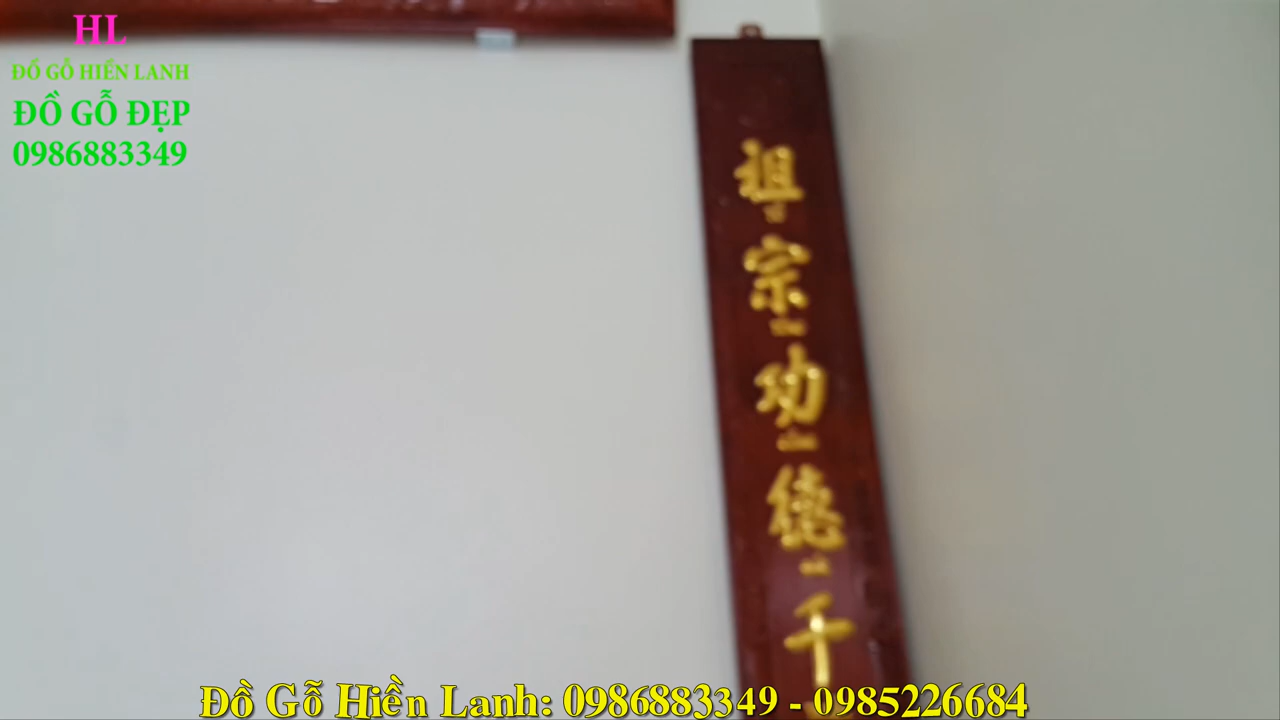 HL
ĐỒ GỖ HIỀN LANH
ĐỒ GỖ ĐẸP
0986883349
祖
宗
功
德
千
Đồ Gỗ Hiền Lanh: 0986883349 - 0985226684